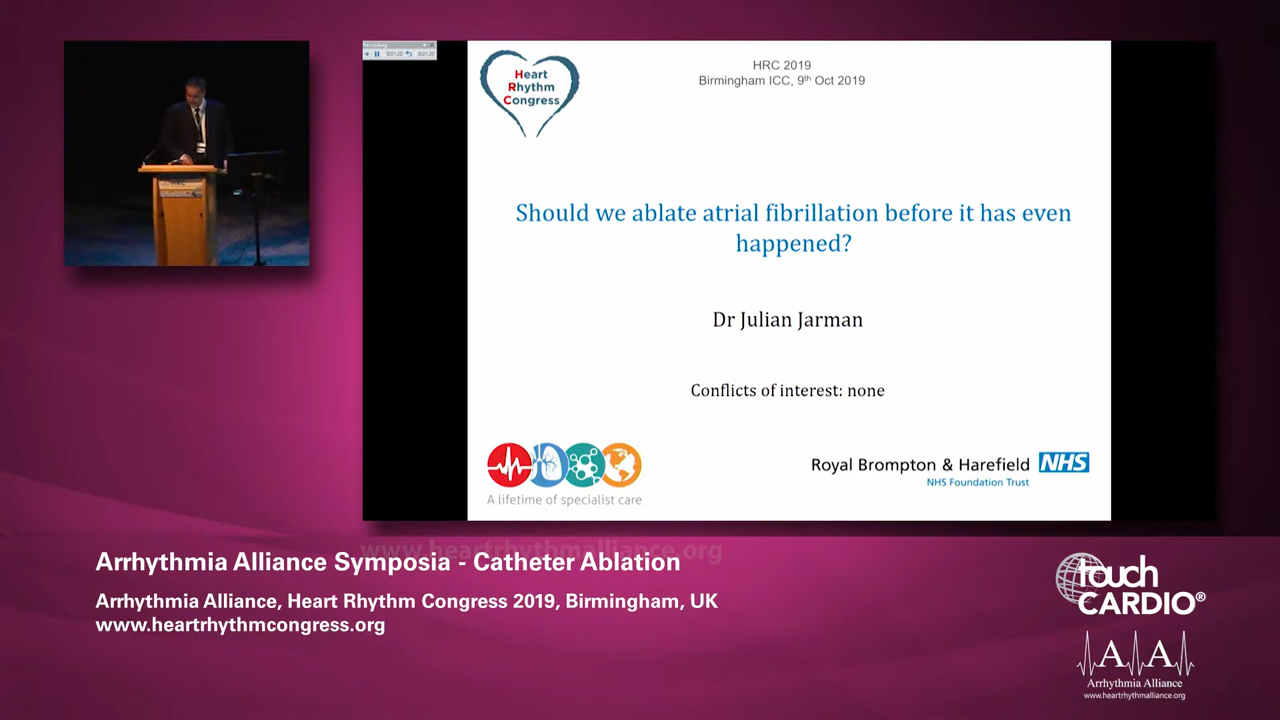 Heart
Rhythm
Congress
HRC 2019
Birmingham ICC, 9th Oct 2019
Should we ablate atrial fibrillation before it has even
happened?
Dr Julian Jarman
Conflicts of interest: none
A lifetime of specialist care
Royal Brompton & Harefield NHS
NHS Foundation Trust
www.heartrhythmalliance.org
Arrhythmia Alliance Symposia - Catheter Ablation
Arrhythmia Alliance, Heart Rhythm Congress 2019, Birmingham, UK
www.heartrhythmcongress.org
touch
CARDIO®
A A
Arrhythmia Alliance
www.heartrhythmalliance.org